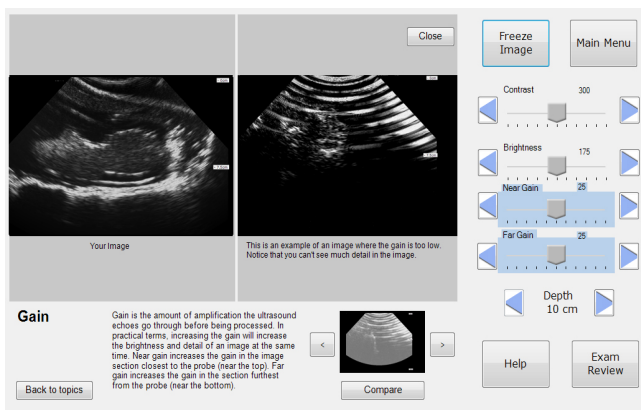 Close
Your Image
This is an example of an image where the gain is too low.
Notice that you can't see much detail in the image.
Gain
Gain is the amount of amplification the ultrasound
echoes go through before being processed. In
practical terms, increasing the gain will increase
the brightness and detail of an image at the same
time. Near gain increases the gain in the image
section closest to the probe (near the top). Far
gain increases the gain in the section furthest
from the probe (near the bottom).
Back to topics
<
>
Compare
Freeze
Image
Main Menu
Contrast 300
Brightness 175
Near Gain 25
Far Gain 25
Depth
10 cm
Help
Exam
Review